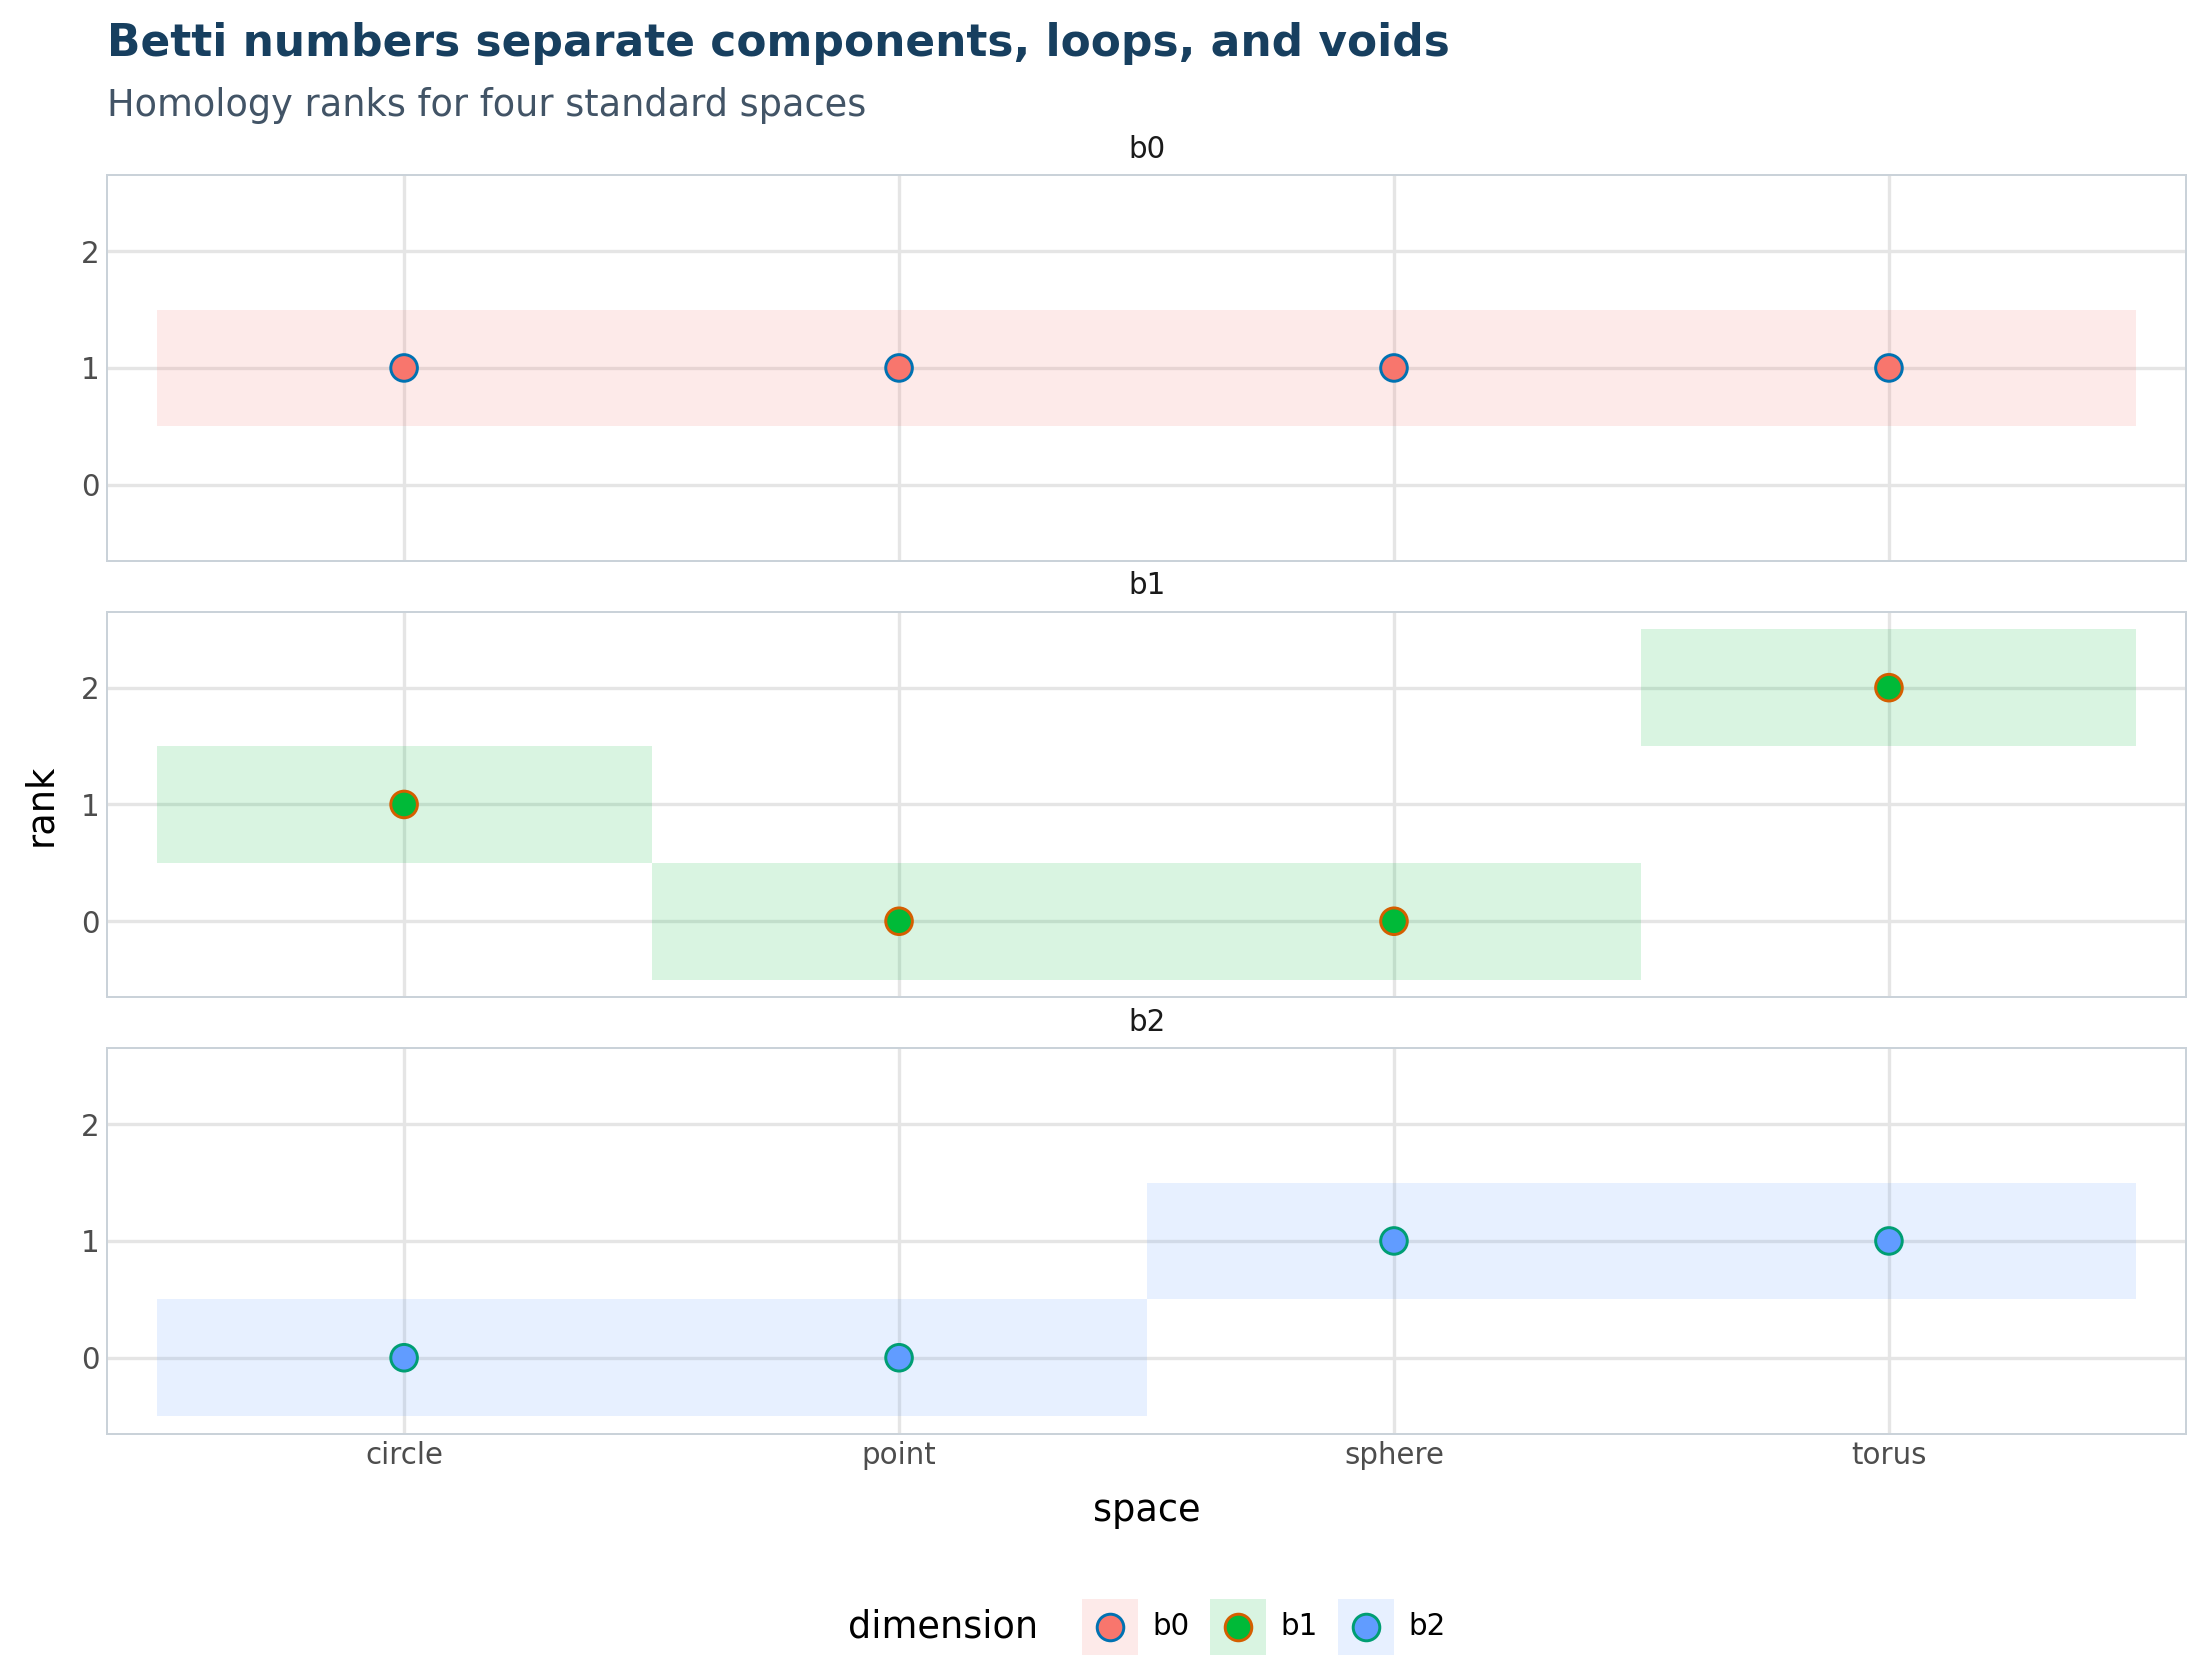 Betti numbers separate components, loops, and voids
Homology ranks for four standard spaces
b0
2
1
0
b1
2
1
0
rank
b2
2
1
0
circle point sphere torus
space
dimension b0 b1 b2